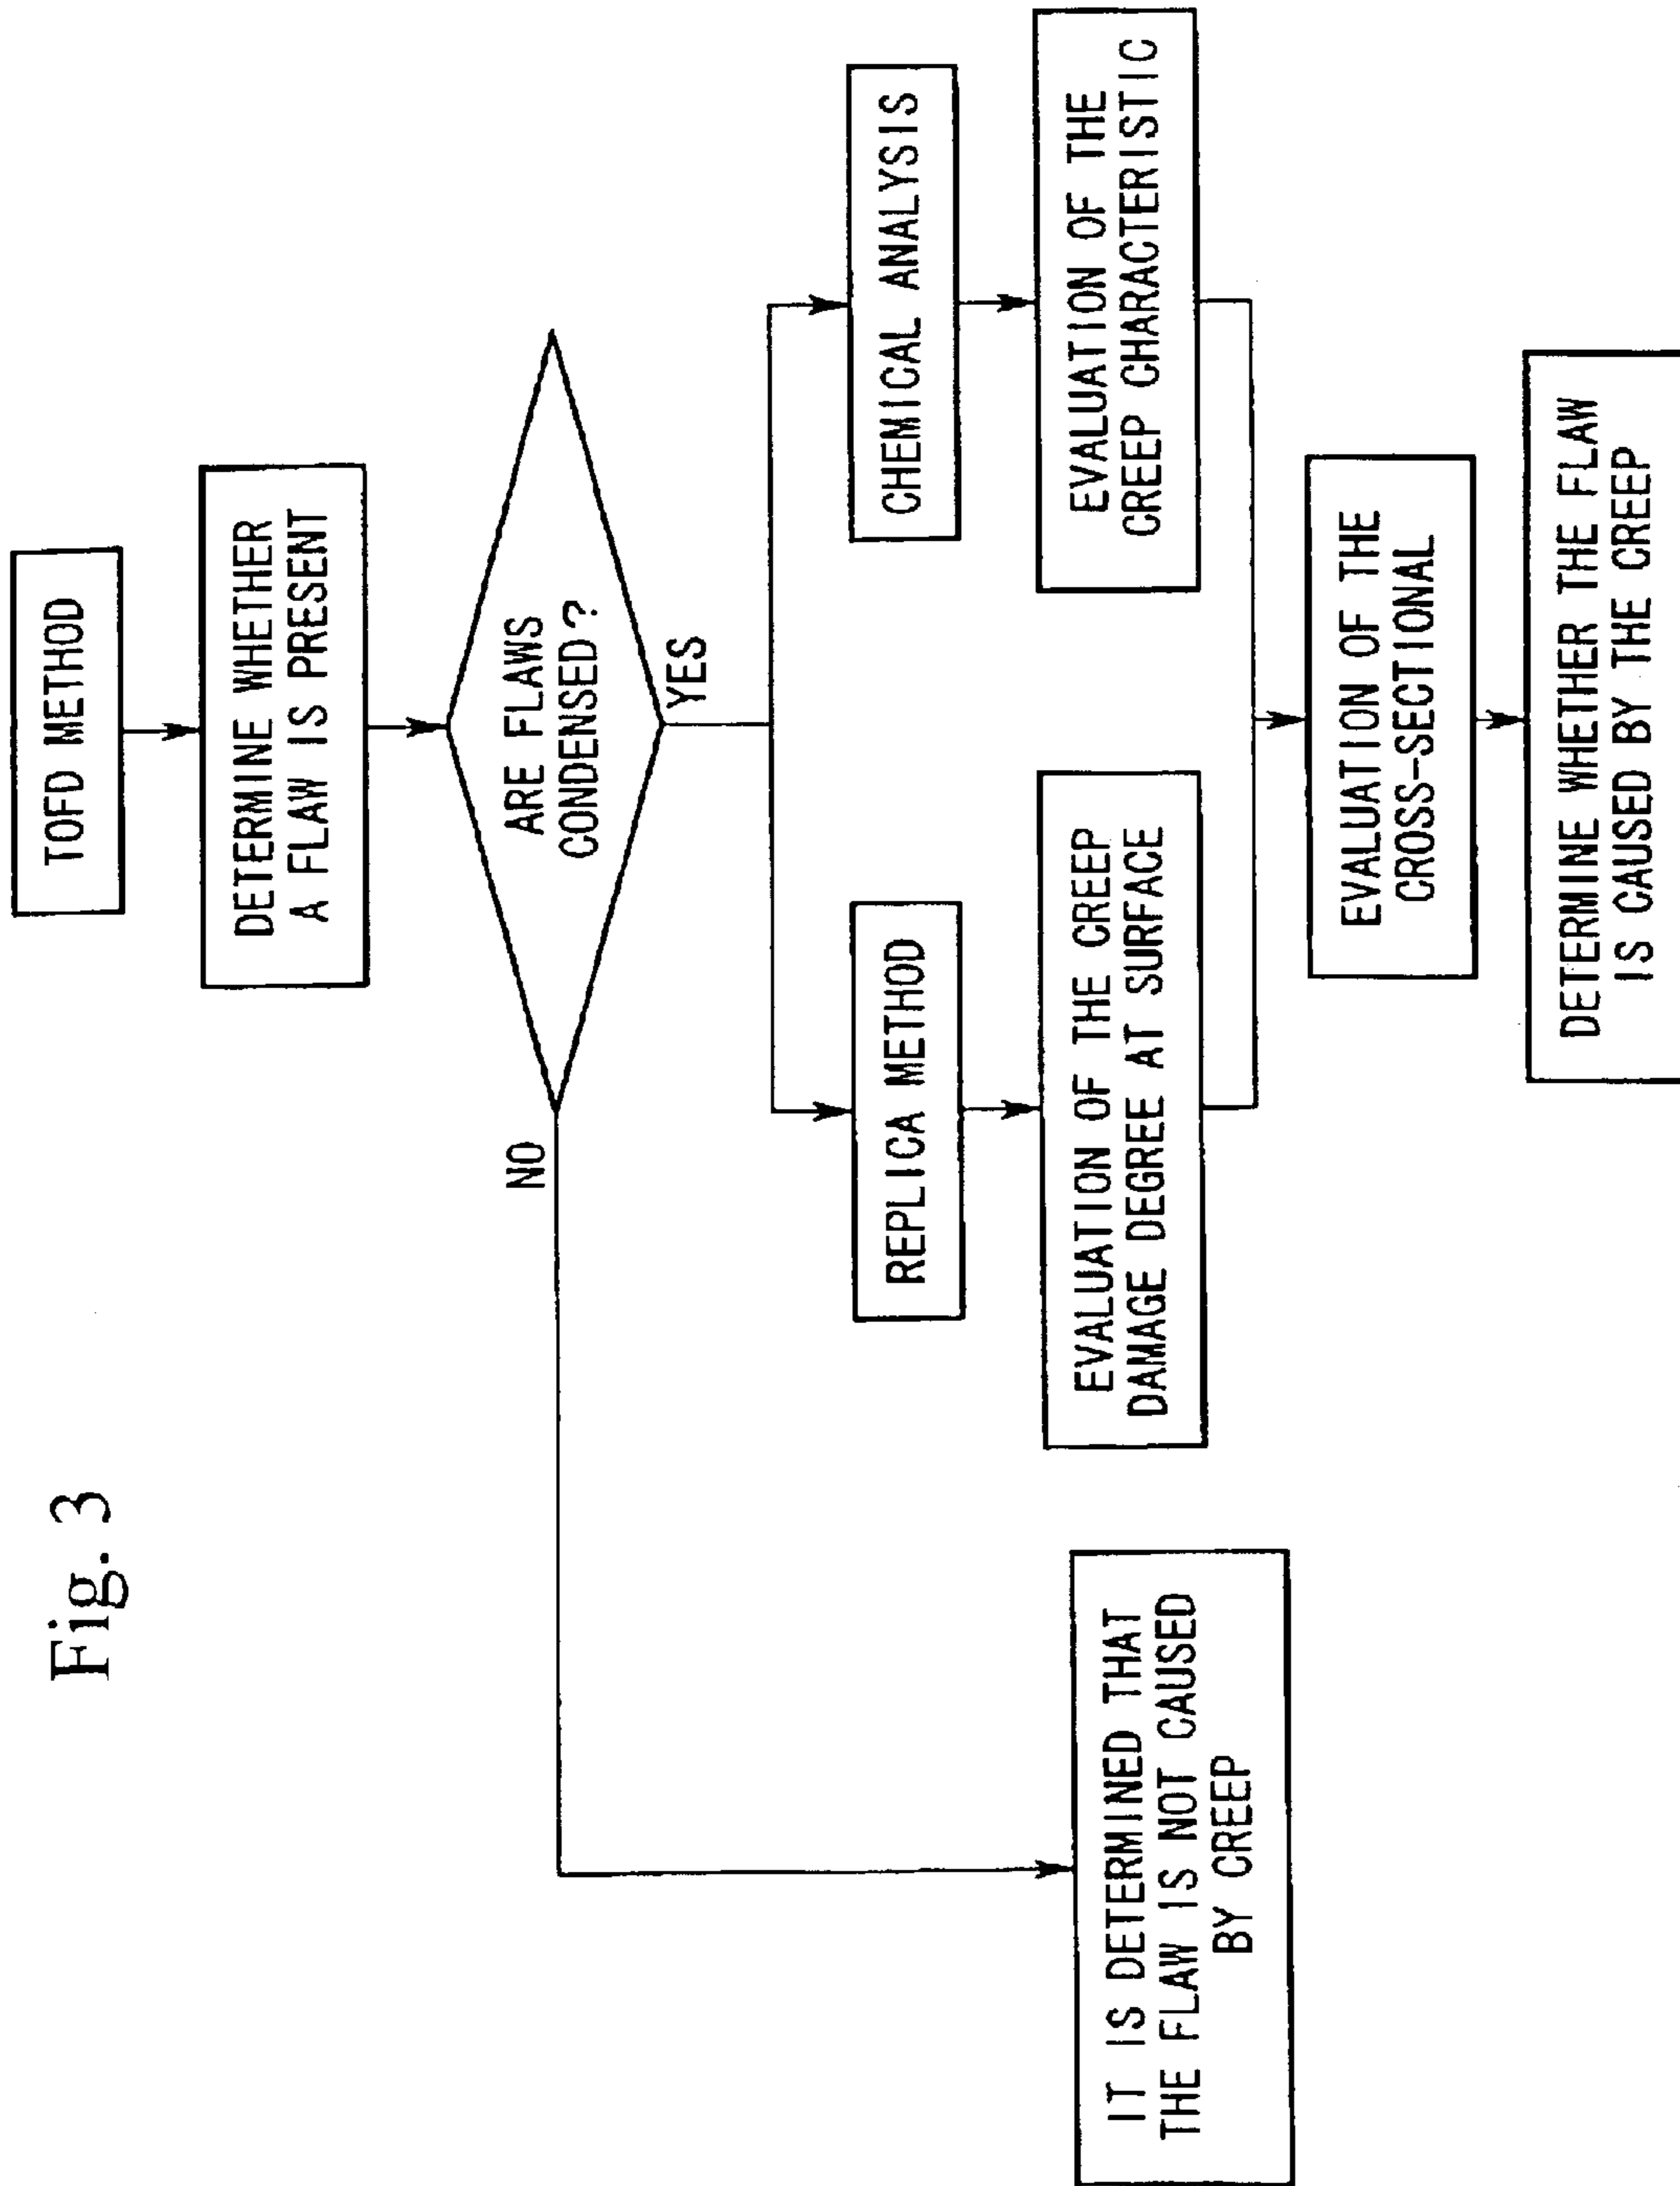 Fig. 3
TOFD METHOD
DETERMINE WHETHER
A FLAW IS PRESENT
ARE FLAWS
CONDENSED?
NO
YES
REPLICA METHOD
CHEMICAL ANALYSIS
IT IS DETERMINED THAT
THE FLAW IS NOT CAUSED
BY CREEP
EVALUATION OF THE CREEP
DAMAGE DEGREE AT SURFACE
EVALUATION OF THE
CREEP CHARACTERISTIC
EVALUATION OF THE
CROSS-SECTIONAL
DETERMINE WHETHER THE FLAW
IS CAUSED BY THE CREEP